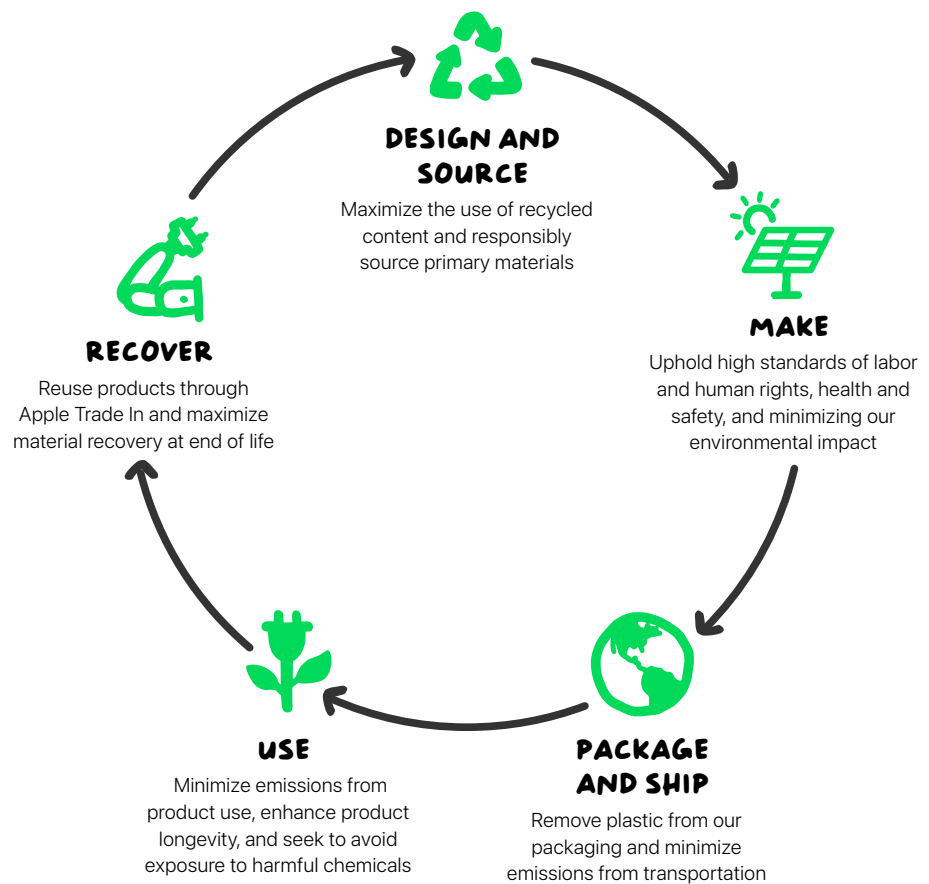 DESIGN AND
SOURCE
Maximize the use of recycled
content and responsibly
source primary materials
MAKE
Uphold high standards of labor
and human rights, health and
safety, and minimizing our
environmental impact
PACKAGE
AND SHIP
Remove plastic from our
packaging and minimize
emissions from transportation
USE
Minimize emissions from
product use, enhance product
longevity, and seek to avoid
exposure to harmful chemicals
RECOVER
Reuse products through
Apple Trade In and maximize
material recovery at end of life